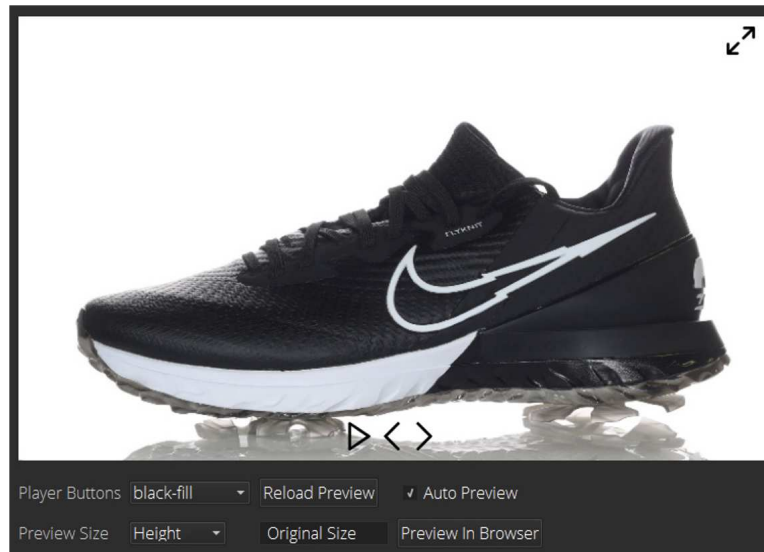 FLYKNIT
Player Buttons black-fill Reload Preview Auto Preview
Preview Size Height Original Size Preview In Browser